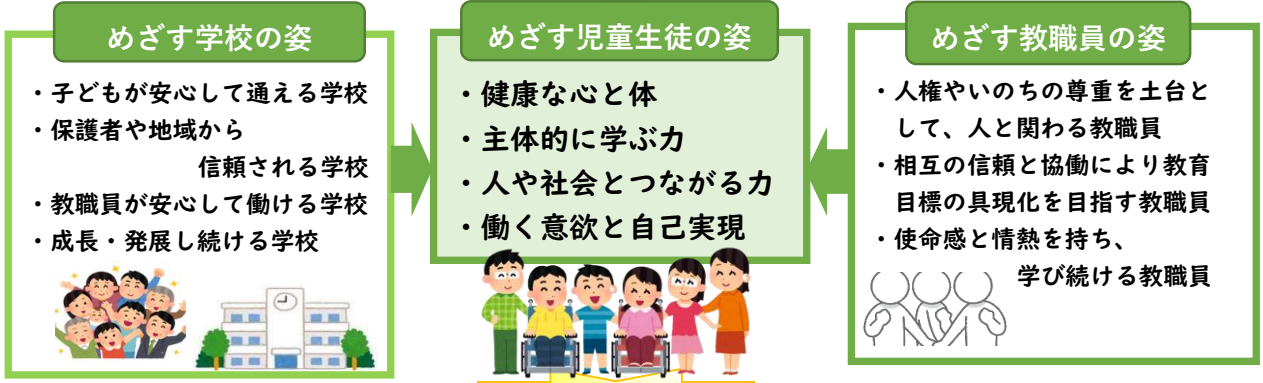 めざす学校の姿
・子どもが安心して通える学校
・保護者や地域から
信頼される学校
・教職員が安心して働ける学校
・成長・発展し続ける学校
めざす児童生徒の姿
・健康な心と体
・主体的に学ぶ力
・人や社会とつながる力
・働く意欲と自己実現
めざす教職員の姿
・人権やいのちの尊重を土台と
して、人と関わる教職員
・相互の信頼と協働により教育
目標の具現化を目指す教職員
・使命感と情熱を持ち、
学び続ける教職員